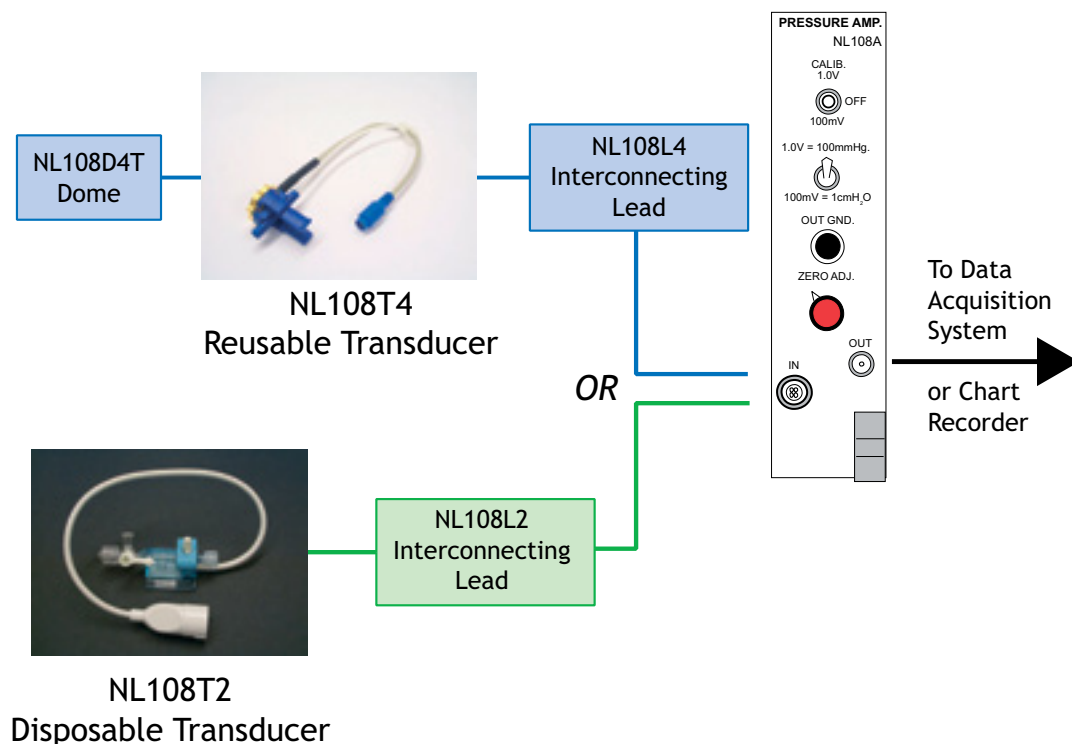 NL108D4T
Dome
NL108T4
Reusable Transducer
NL108L4
Interconnecting
Lead
OR
NL108T2
Disposable Transducer
NL108L2
Interconnecting
Lead
PRESSURE AMP.
NL108A
CALIB.
1.0V
OFF
100mV
1.0V = 100mmHg.
100mV = 1cmH₂O
OUT GND.
ZERO ADJ.
OUT
IN
To Data
Acquisition
System
or Chart
Recorder